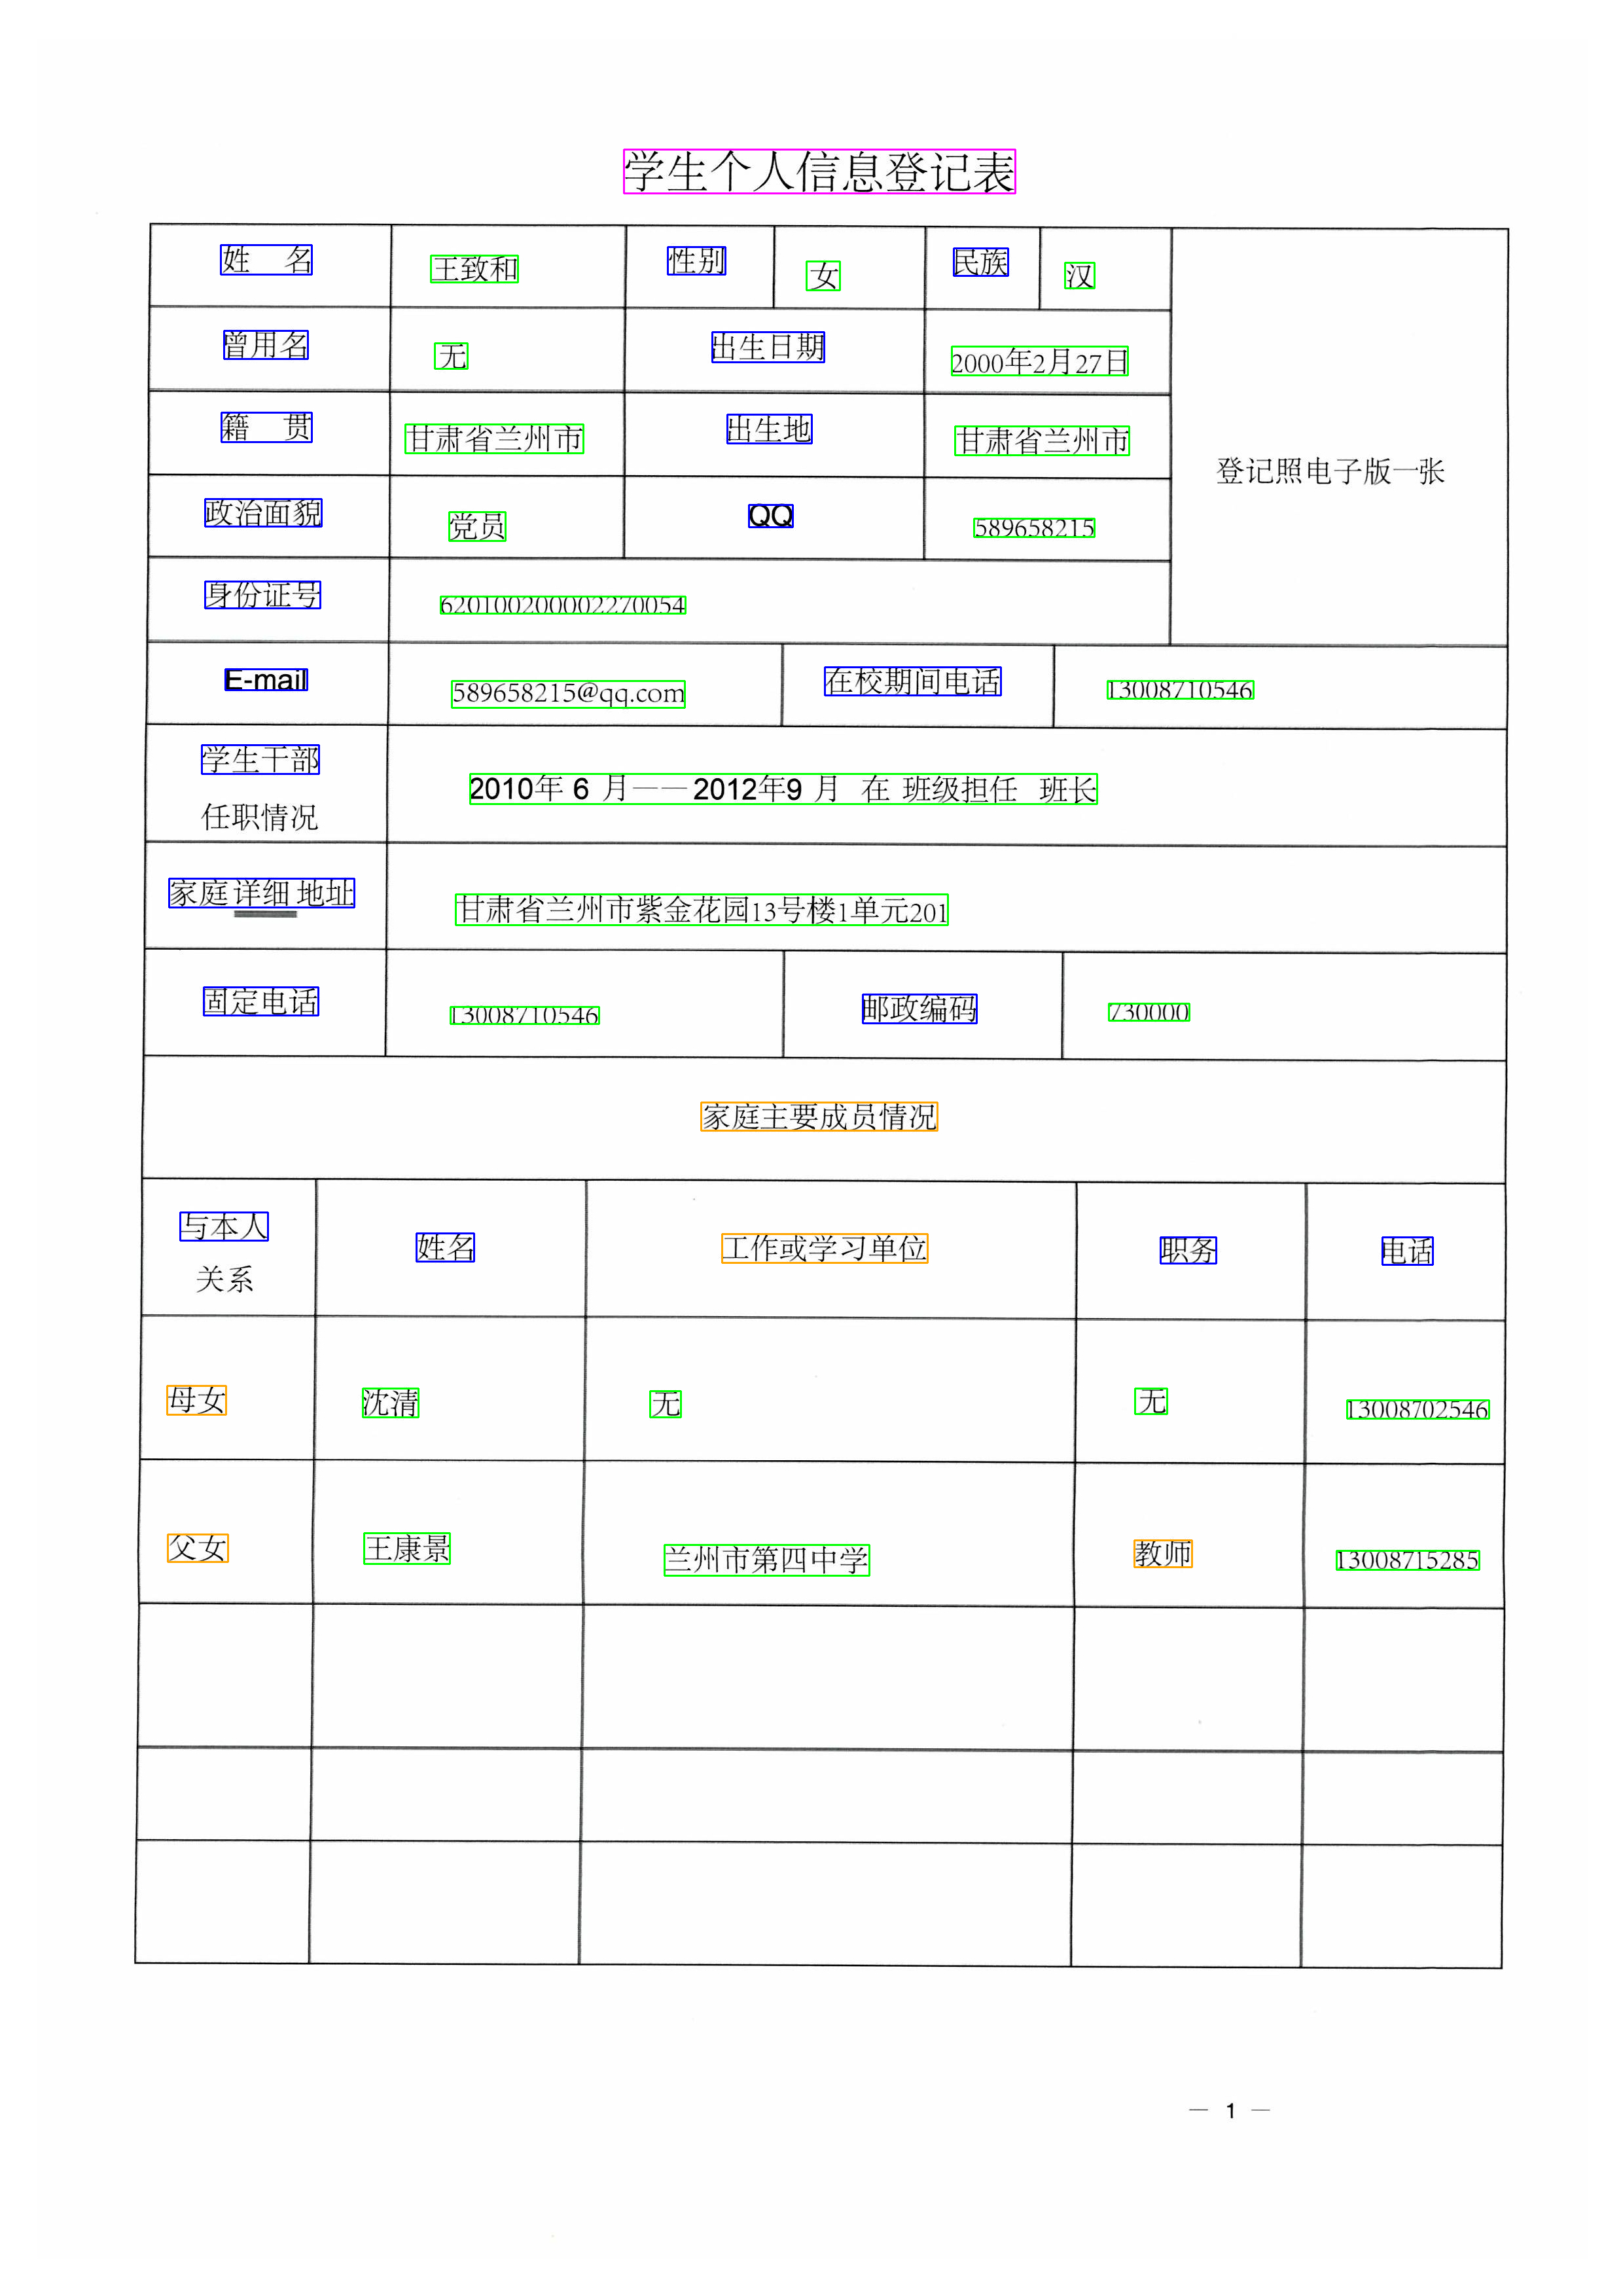 学生个人信息登记表
姓 名 王致和 性别 女 民族 汉
曾用名 无 出生日期 2000年2月27日
籍 贯 甘肃省兰州市 出生地 甘肃省兰州市
登记照电子版一张
政治面貌 党员 QQ 589658215
身份证号 620100200002270054
E-mail 589658215@qq.com 在校期间电话 13008710546
学生干部
任职情况
2010年 6 月——2012年9 月 在 班级担任 班长
家庭详细地址 甘肃省兰州市紫金花园13号楼1单元201
固定电话 13008710546 邮政编码 730000
家庭主要成员情况
与本人
关系
姓名 工作或学习单位 职务 电话
母女 沈清 无 无 13008702546
父女 王康景 兰州市第四中学 教师 13008715285
— 1 —